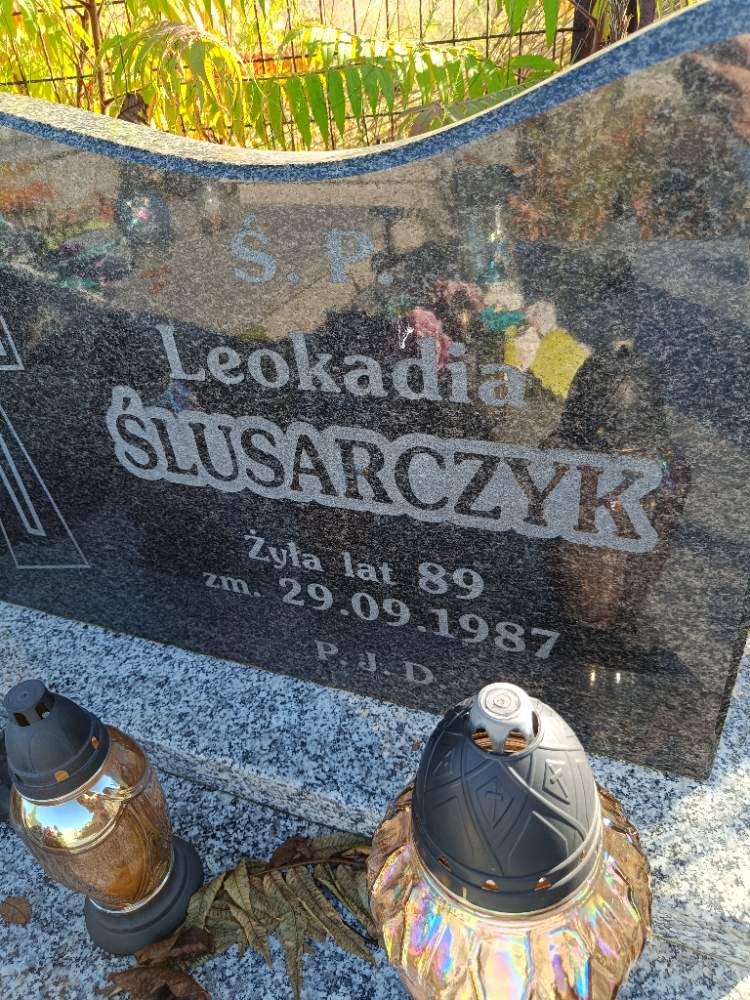 Ś. P.
Leokadia
ŚLUSARCZYK
Żyła lat 89
zm. 29.09.1987
P. J. D.